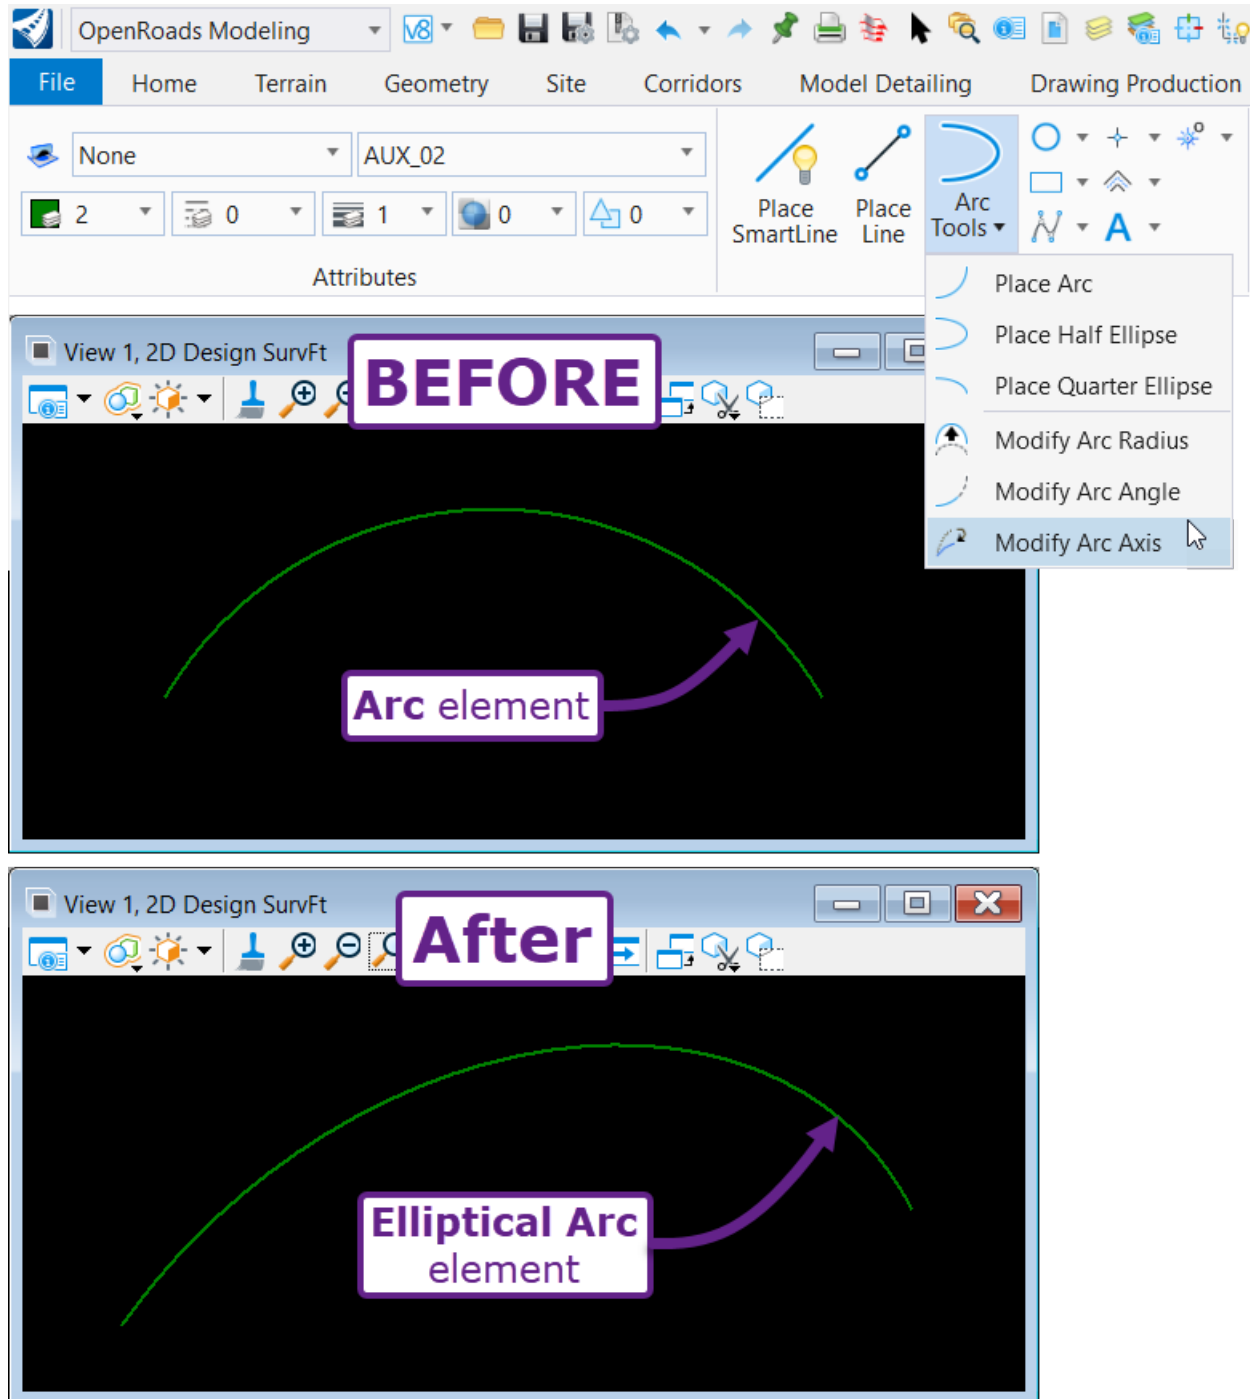 OpenRoads Modeling
V8
File Home Terrain Geometry Site Corridors Model Detailing Drawing Production
None AUX_02
2 0 1 0 0
Attributes
Place SmartLine
Place Line
Arc Tools
A
Place Arc
Place Half Ellipse
Place Quarter Ellipse
Modify Arc Radius
Modify Arc Angle
Modify Arc Axis
View 1, 2D Design SurvFt
BEFORE
Arc element
View 1, 2D Design SurvFt
After
Elliptical Arc
element